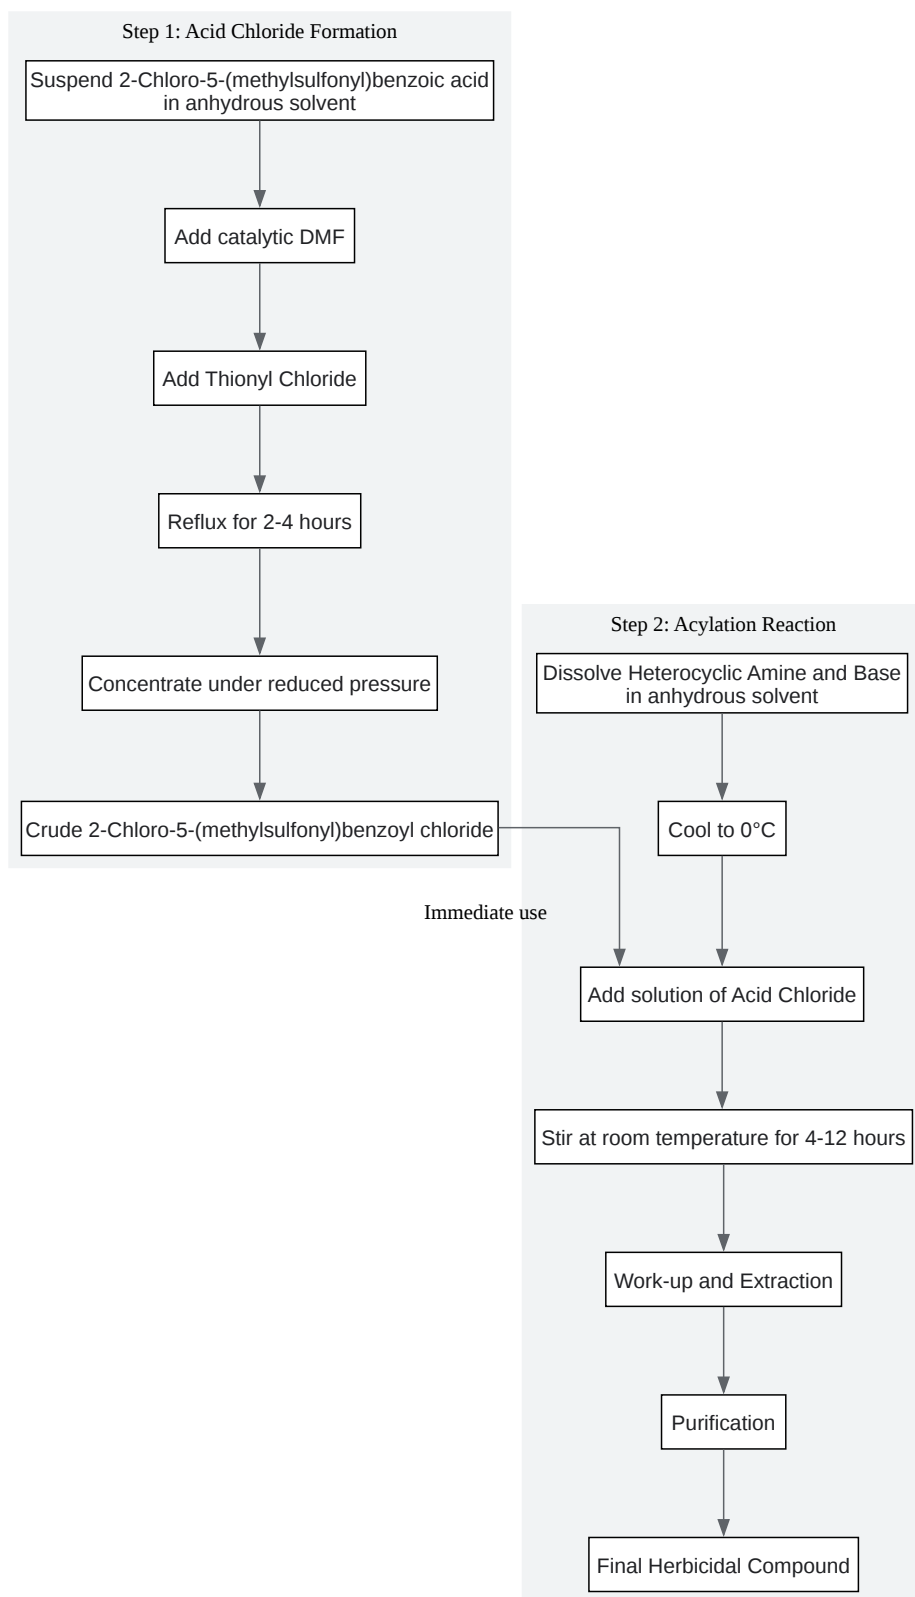 Step 1: Acid Chloride Formation
Suspend 2-Chloro-5-(methylsulfonyl)benzoic acid
in anhydrous solvent
Add catalytic DMF
Add Thionyl Chloride
Reflux for 2-4 hours
Concentrate under reduced pressure
Crude 2-Chloro-5-(methylsulfonyl)benzoyl chloride
Immediate use
Step 2: Acylation Reaction
Dissolve Heterocyclic Amine and Base
in anhydrous solvent
Cool to 0°C
Add solution of Acid Chloride
Stir at room temperature for 4-12 hours
Work-up and Extraction
Purification
Final Herbicidal Compound